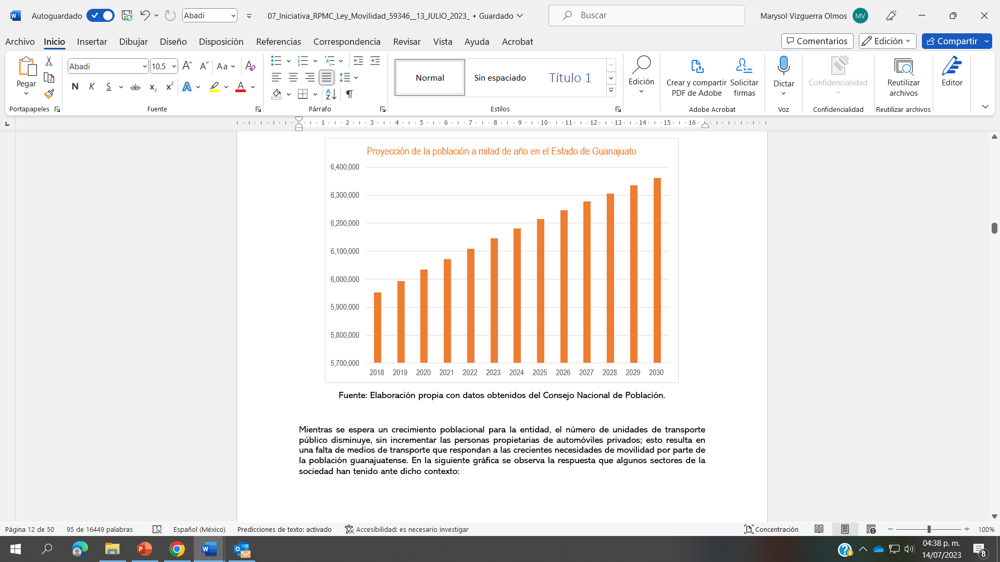 Autoguardado
Abadi
07_Iniciativa_RPMC_Ley_Movilidad_59346__13_JULIO_2023_ • Guardado
Buscar
Marysol Vizguerra Olmos
MV
Archivo Inicio Insertar Dibujar Diseño Disposición Referencias Correspondencia Revisar Vista Ayuda Acrobat
Comentarios
Edición
Compartir
Pegar
Portapapeles
Abadi
10.5
Aa
N K S ab x₂ x²
Fuente
Párrafo
Normal
Sin espaciado
Título 1
Estilos
Edición
Crear y compartir
PDF de Adobe
Solicitar
firmas
Adobe Acrobat
Dictar
Voz
Confidencialidad
Confidencialidad
Reutilizar
archivos
Reutilizar archivos
Editor
1 2 3 4 5 6 7 8 9 10 11 12 13 14 15 16
Proyección de la población a mitad de año en el Estado de Guanajuato
6,400,000
6,300,000
6,200,000
6,100,000
6,000,000
5,900,000
5,800,000
5,700,000
2018 2019 2020 2021 2022 2023 2024 2025 2026 2027 2028 2029 2030
Fuente: Elaboración propia con datos obtenidos del Consejo Nacional de Población.
Mientras se espera un crecimiento poblacional para la entidad, el número de unidades de transporte
público disminuye, sin incrementar las personas propietarias de automóviles privados; esto resulta en
una falta de medios de transporte que respondan a las crecientes necesidades de movilidad por parte de
la población guanajuatense. En la siguiente gráfica se observa la respuesta que algunos sectores de la
sociedad han tenido ante dicho contexto:
Página 12 de 50
95 de 16449 palabras
Español (México)
Predicciones de texto: activado
Accesibilidad: es necesario investigar
Concentración
100%
04:38 p. m.
14/07/2023
8